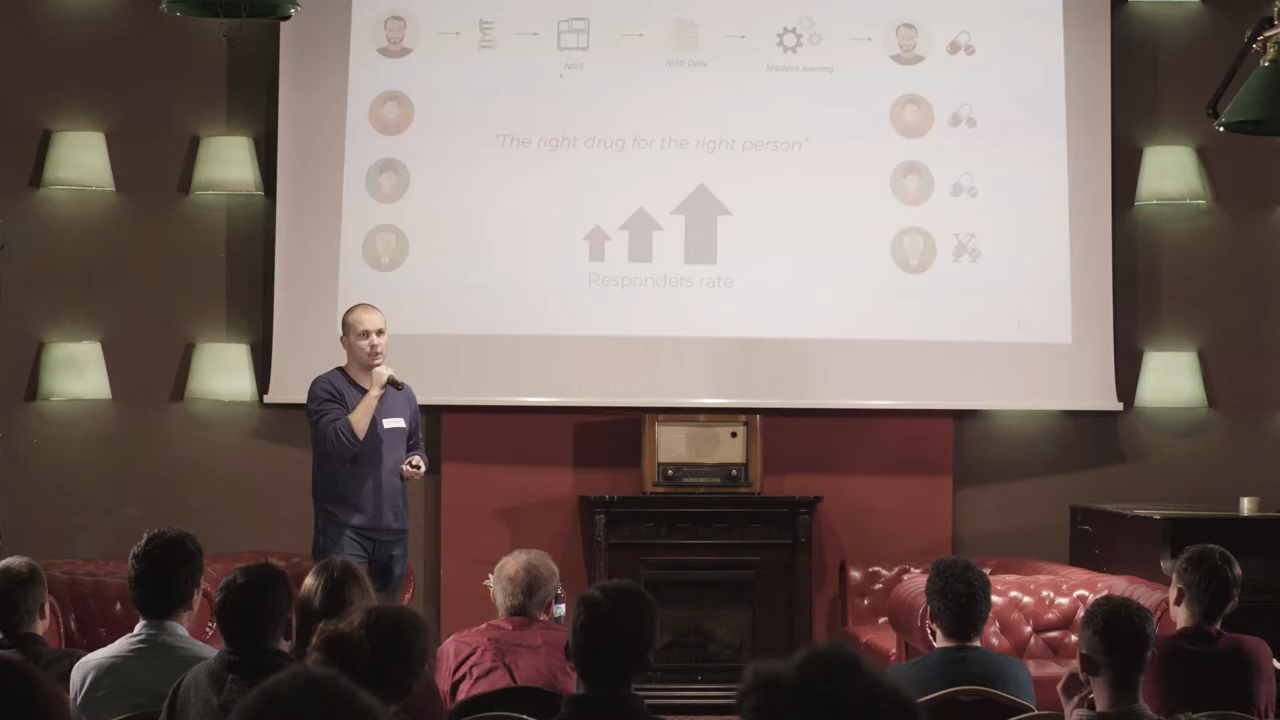 NGS
NGS Data
Machine learning
"The right drug for the right person"
Responders rate